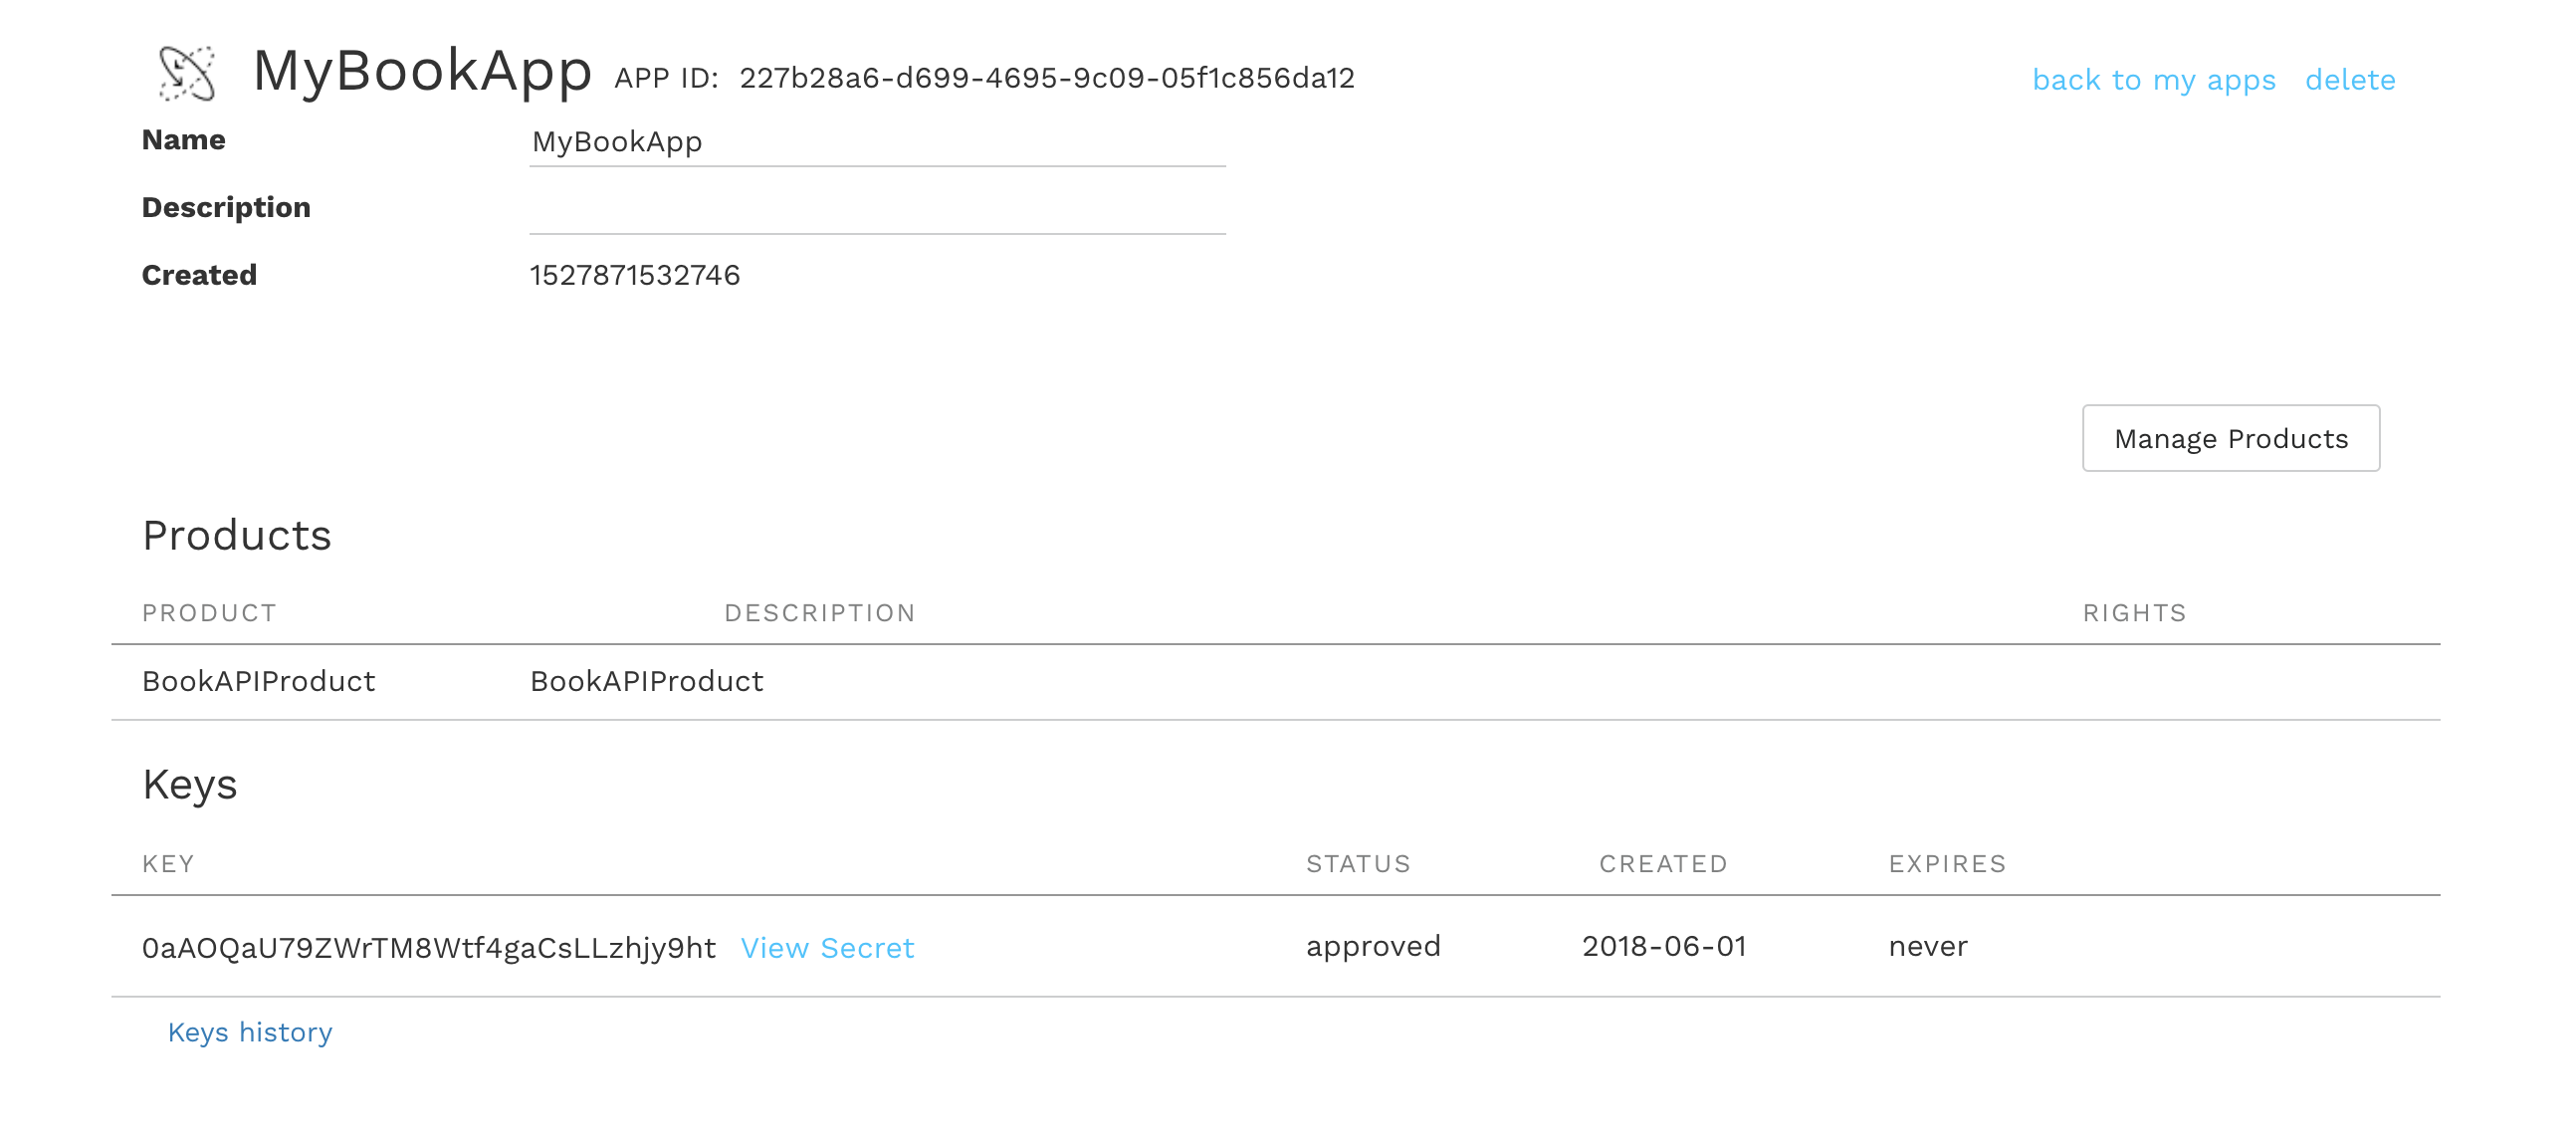 MyBookApp APP ID: 227b28a6-d699-4695-9c09-05f1c856da12 back to my apps delete
Name MyBookApp
Description
Created 1527871532746
Manage Products
Products
PRODUCT DESCRIPTION RIGHTS
BookAPIProduct BookAPIProduct
Keys
KEY STATUS CREATED EXPIRES
0aAOQaU79ZWrTM8Wtf4gaCsLLzhjy9ht View Secret approved 2018-06-01 never
Keys history